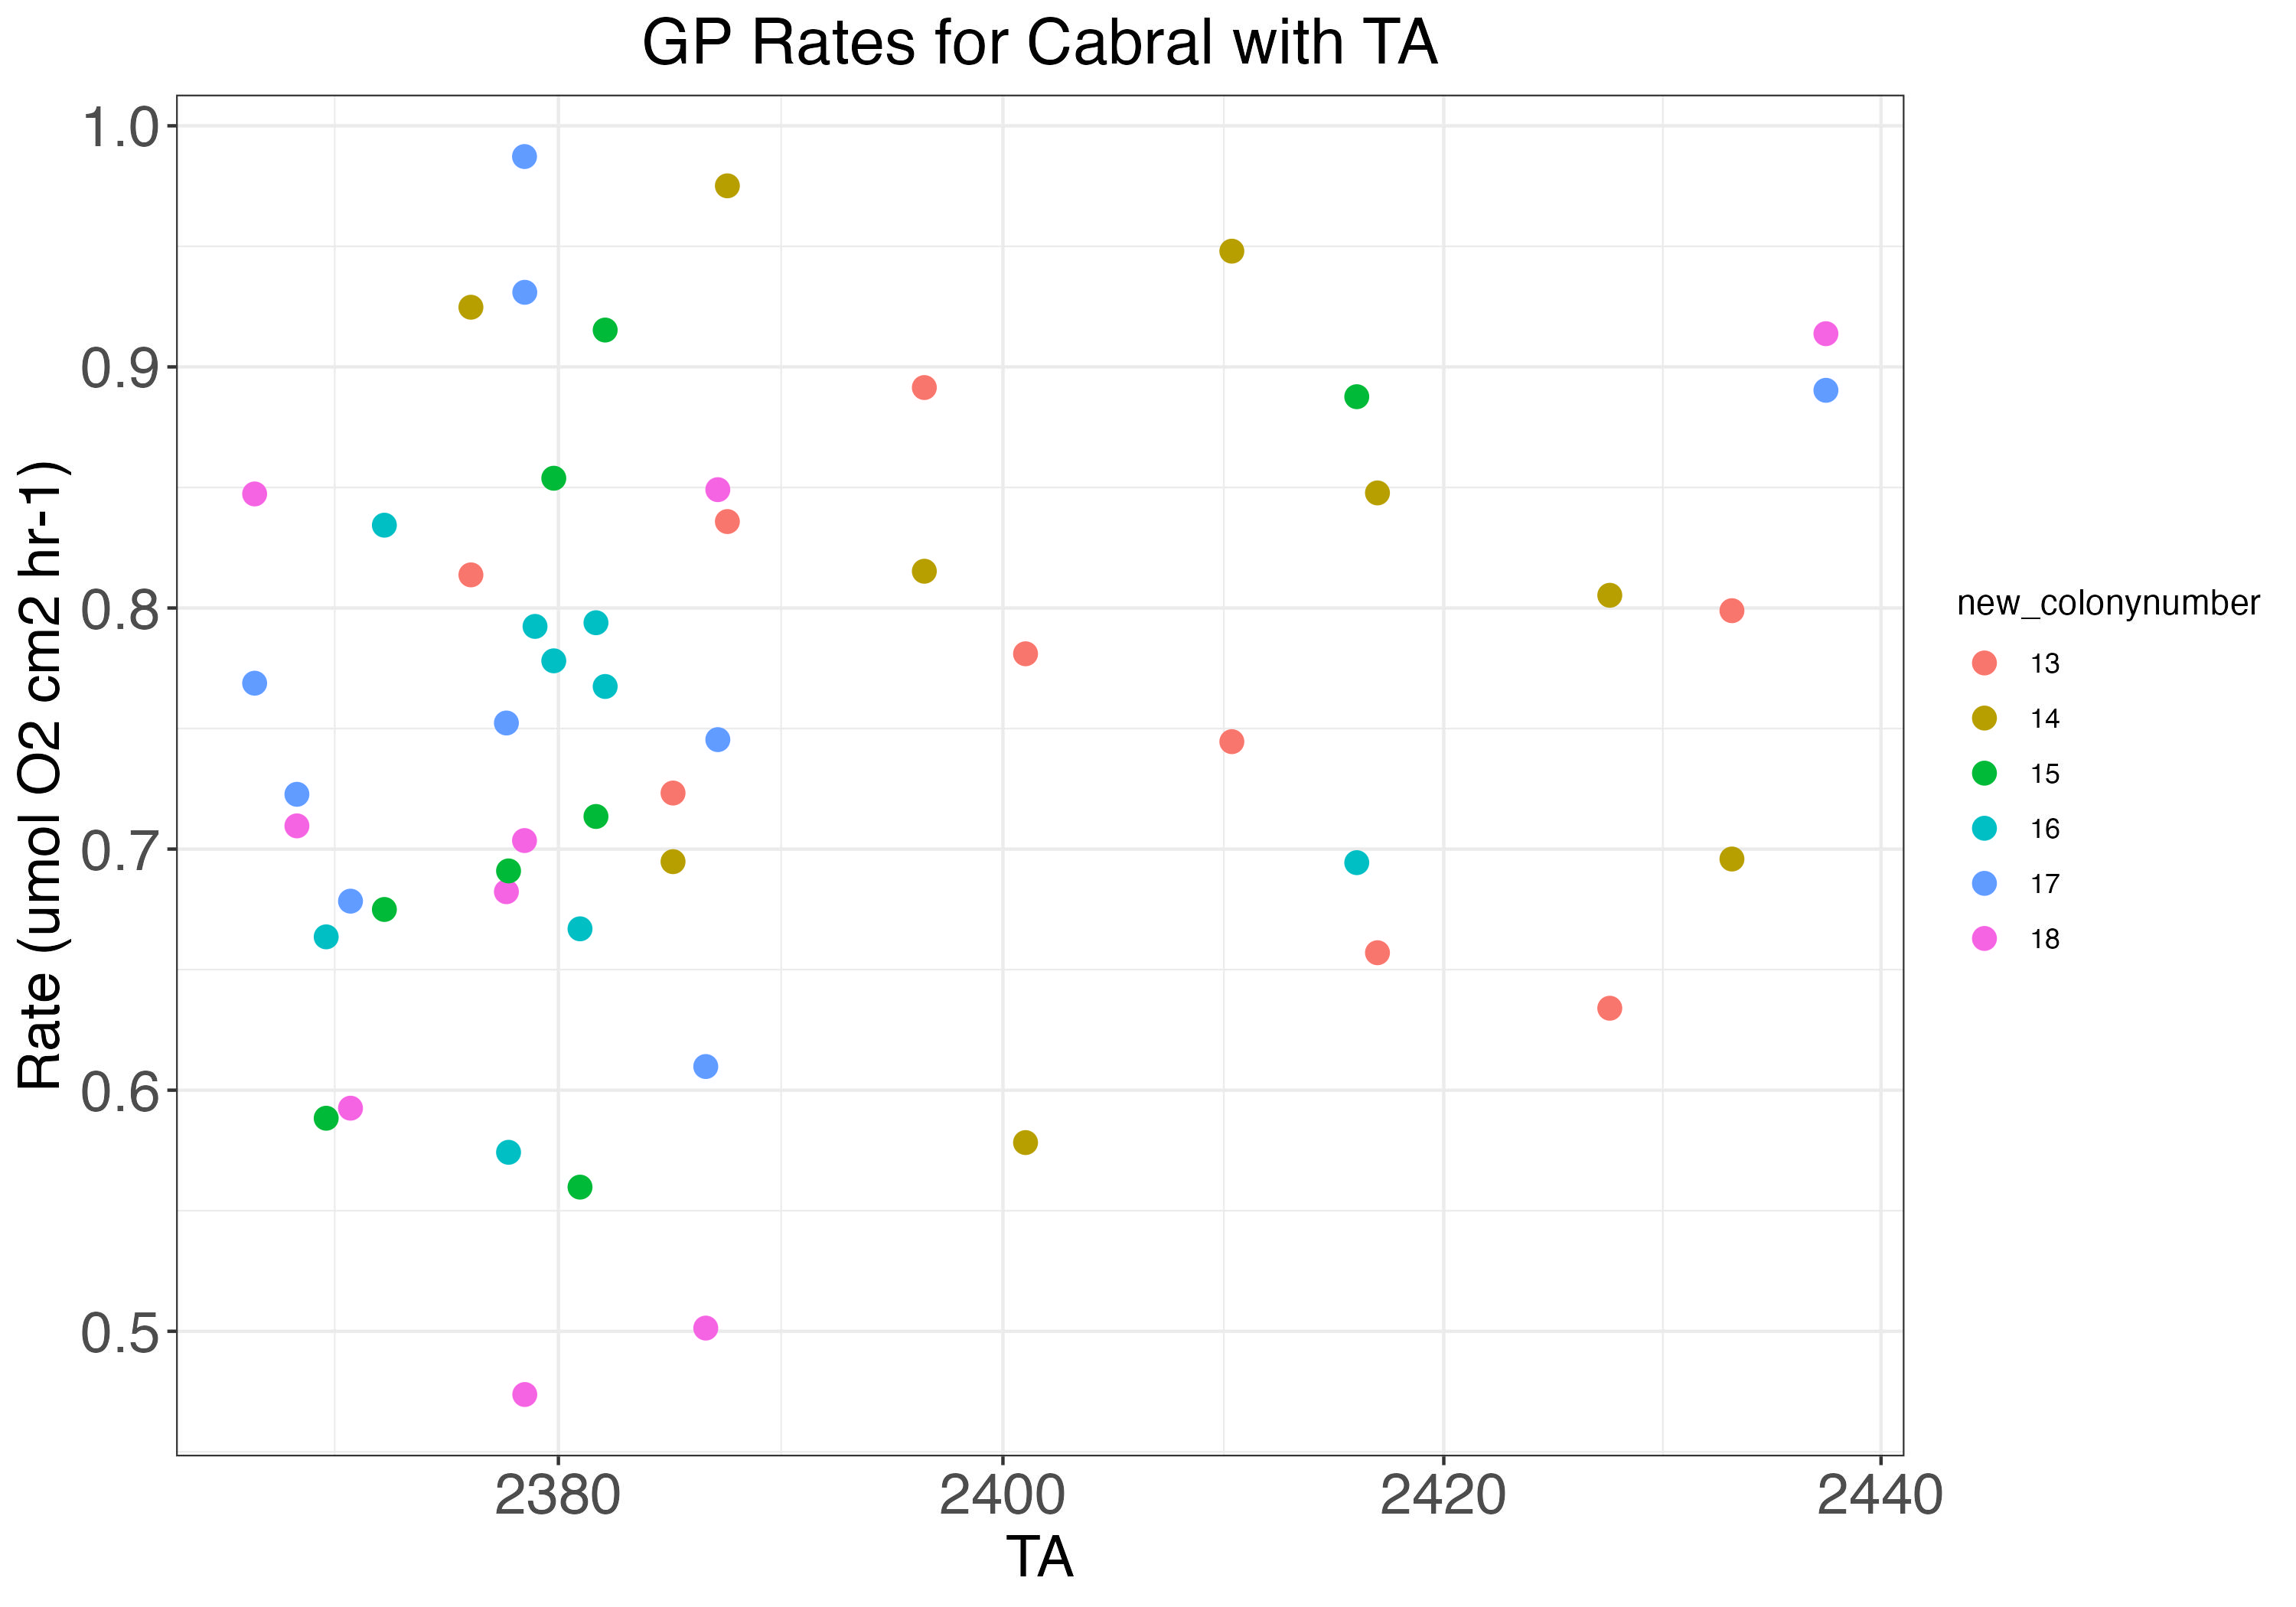 GP Rates for Cabral with TA
Rate (umol O2 cm2 hr-1)
1.0
0.9
0.8
0.7
0.6
0.5
2380 2400 2420 2440
TA
new_colonynumber
13
14
15
16
17
18